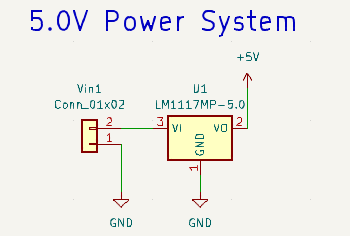 5.0V Power System
+5V
Vin1
Conn_01x02
U1
LM1117MP-5.0
2
1
3
VI
VO
2
GND
1
GND
GND